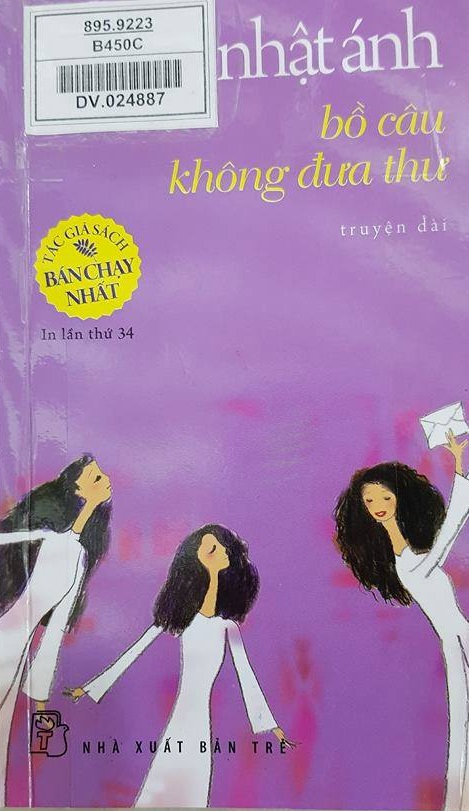 895.9223
B450C
DV.024887
nhật ánh
bồ câu
không đưa thư
truyện dài
TÁC GIẢ SÁCH
BÁN CHẠY
NHẤT
In lần thứ 34
T
NHÀ XUẤT BẢN TRẺ